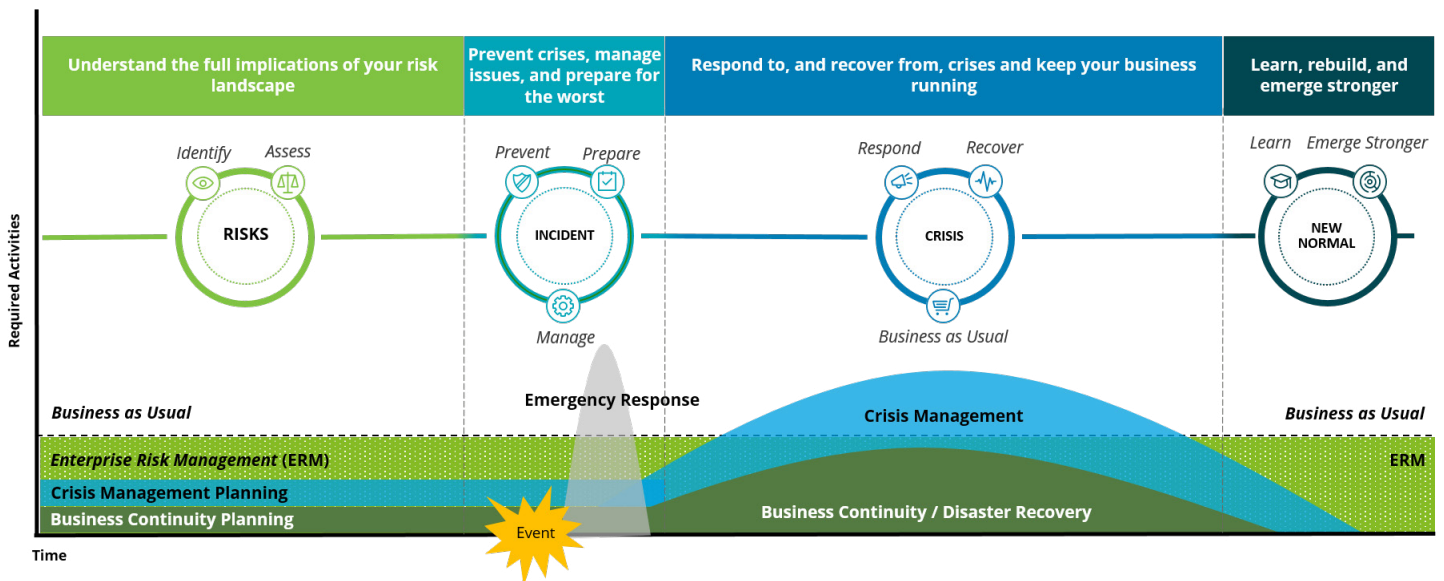 Understand the full implications of your risk
landscape
Prevent crises, manage
issues, and prepare for
the worst
Respond to, and recover from, crises and keep your business
running
Learn, rebuild, and
emerge stronger
Identify
Assess
RISKS
Prevent
Prepare
INCIDENT
Manage
Respond
Recover
CRISIS
Business as Usual
Learn
Emerge Stronger
NEW
NORMAL
Required Activities
Business as Usual
Emergency Response
Crisis Management
Business as Usual
Enterprise Risk Management (ERM)
ERM
Crisis Management Planning
Business Continuity Planning
Event
Business Continuity / Disaster Recovery
Time